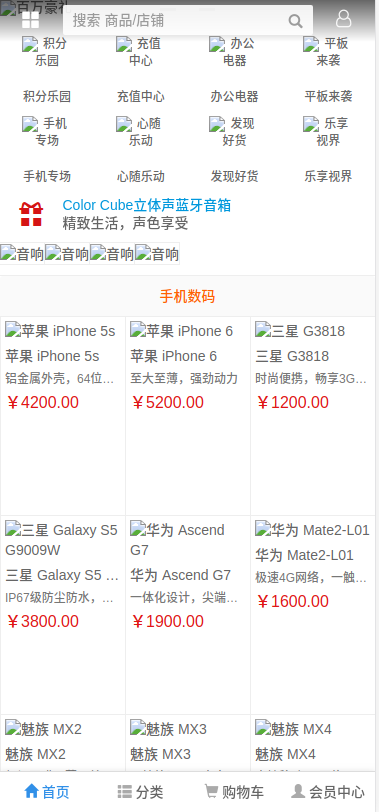 百万豪礼
搜索 商品/店铺
积分乐园 充值中心 办公电器 平板来袭
积分乐园 充值中心 办公电器 平板来袭
手机专场 心随乐动 发现好货 乐享视界
手机专场 心随乐动 发现好货 乐享视界
Color Cube立体声蓝牙音箱
精致生活，声色享受
音响 音响 音响 音响
手机数码
苹果 iPhone 5s
苹果 iPhone 5s
铝金属外壳，64位…
￥4200.00
苹果 iPhone 6
苹果 iPhone 6
至大至薄，强劲动力
￥5200.00
三星 G3818
三星 G3818
时尚便携，畅享3G…
￥1200.00
三星 Galaxy S5
G9009W
三星 Galaxy S5 …
IP67级防尘防水，…
￥3800.00
华为 Ascend
G7
华为 Ascend G7
一体化设计，尖端…
￥1900.00
华为 Mate2-L01
华为 Mate2-L01
极速4G网络，一触…
￥1600.00
魅族 MX2
魅族 MX2
魅族 MX3
魅族 MX3
魅族 MX4
魅族 MX4
首页 分类 购物车 会员中心